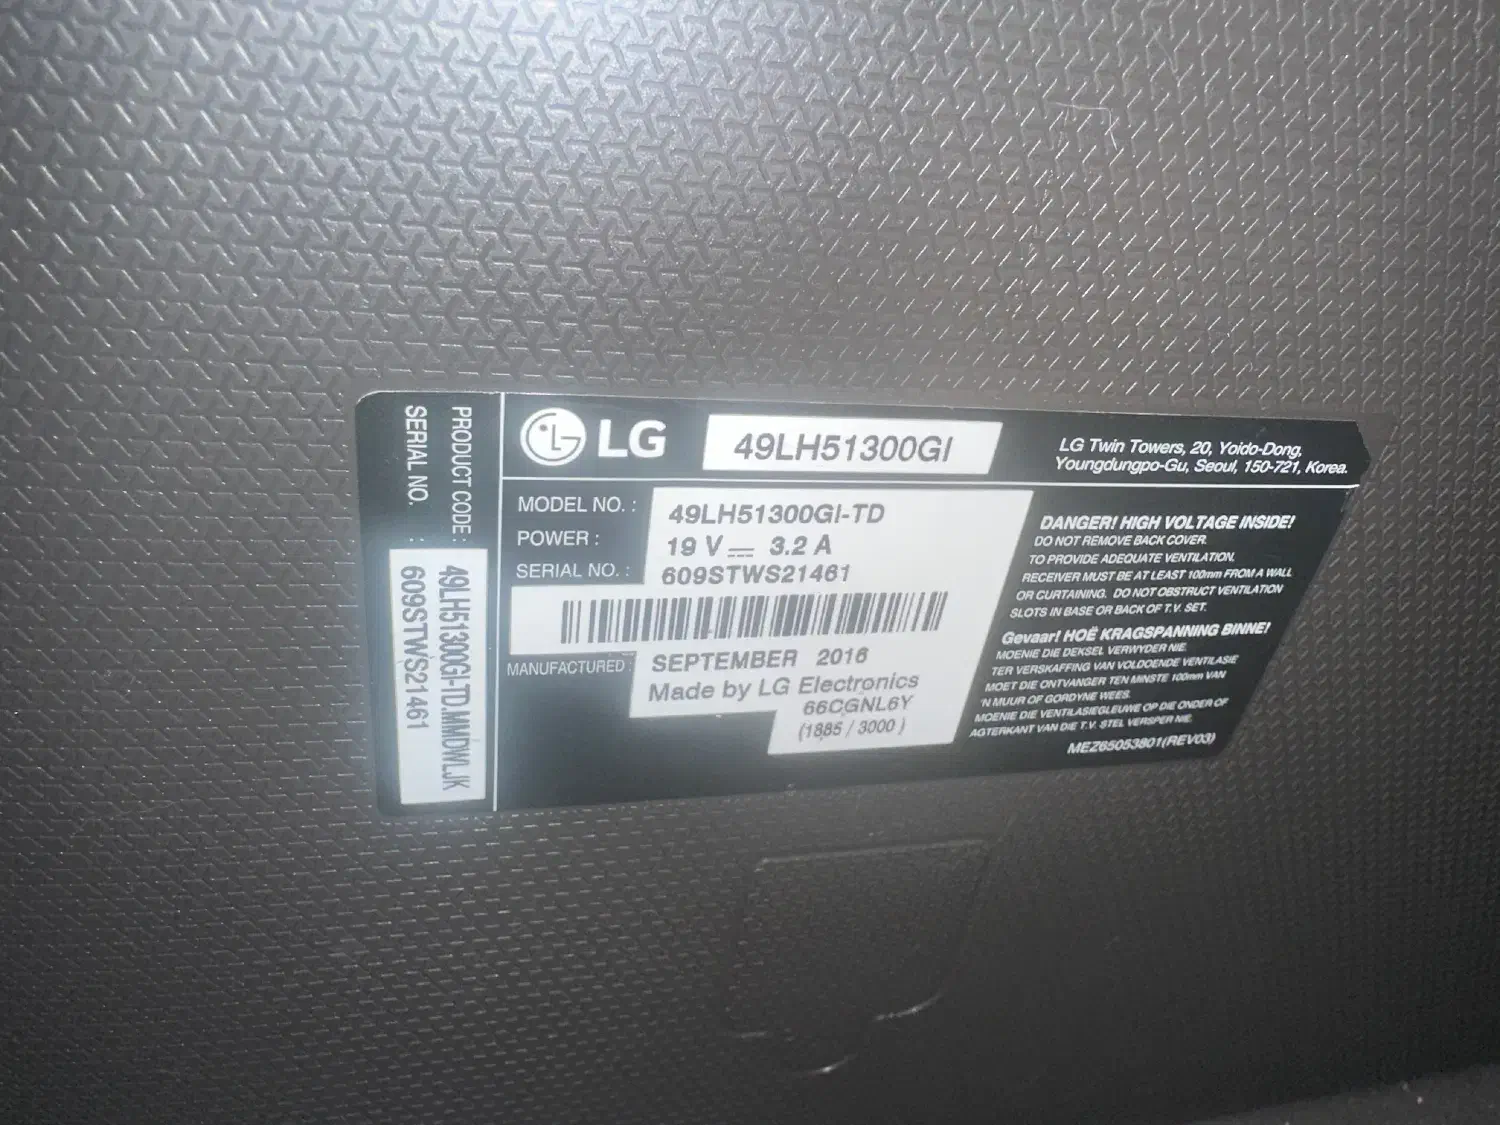 PRODUCT CODE : 49LH51300GI-TD.MMDWLJK
SERIAL NO. : 609STWS21461
LG
49LH51300GI
LG Twin Towers, 20, Yoido-Dong,
Youngdungpo-Gu, Seoul, 150-721, Korea.
MODEL NO. : 49LH51300GI-TD
POWER : 19 V 3.2 A
SERIAL NO. : 609STWS21461
MANUFACTURED : SEPTEMBER 2016
Made by LG Electronics
66CGNL6Y
(1885 / 3000 )
DANGER! HIGH VOLTAGE INSIDE!
DO NOT REMOVE BACK COVER.
TO PROVIDE ADEQUATE VENTILATION.
RECEIVER MUST BE AT LEAST 100mm FROM A WALL
OR CURTAINING. DO NOT OBSTRUCT VENTILATION
SLOTS IN BASE OR BACK OF T.V. SET.
Gevaar! HOË KRAGSPANNING BINNE!
MOENIE DIE DEKSEL VERWYDER NIE.
TER VERSKAFFING VAN VOLDOENDE VENTILASIE
MOET DIE ONTVANGER TEN MINSTE 100mm VAN
'N MUUR OF GORDYNE WEES.
MOENIE DIE VENTILASIEGLEUWE OP DIE ONDER OF
AGTERKANT VAN DIE T.V. STEL VERSPER NIE.
MEZ65053801(REV03)